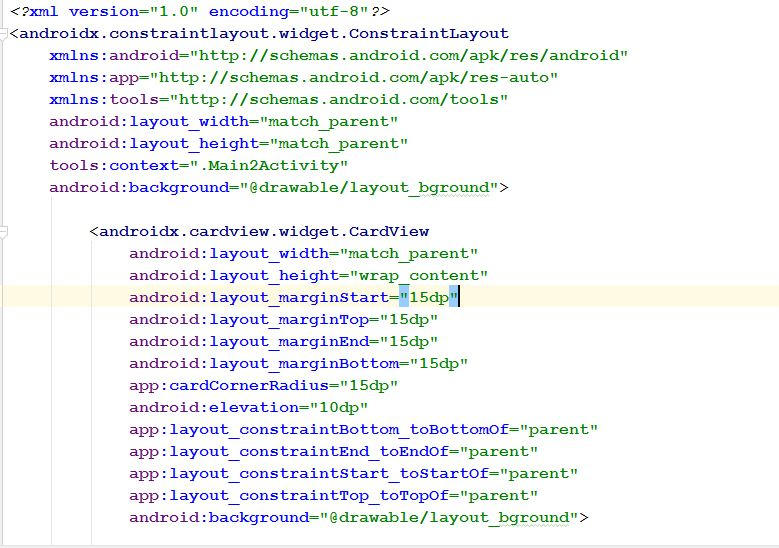 <?xml version="1.0" encoding="utf-8"?>
<androidx.constraintlayout.widget.ConstraintLayout
xmlns:android="http://schemas.android.com/apk/res/android"
xmlns:app="http://schemas.android.com/apk/res-auto"
xmlns:tools="http://schemas.android.com/tools"
android:layout_width="match_parent"
android:layout_height="match_parent"
tools:context=".Main2Activity"
android:background="@drawable/layout_bground">
<androidx.cardview.widget.CardView
android:layout_width="match_parent"
android:layout_height="wrap_content"
android:layout_marginStart="15dp"
android:layout_marginTop="15dp"
android:layout_marginEnd="15dp"
android:layout_marginBottom="15dp"
app:cardCornerRadius="15dp"
android:elevation="10dp"
app:layout_constraintBottom_toBottomOf="parent"
app:layout_constraintEnd_toEndOf="parent"
app:layout_constraintStart_toStartOf="parent"
app:layout_constraintTop_toTopOf="parent"
android:background="@drawable/layout_bground">